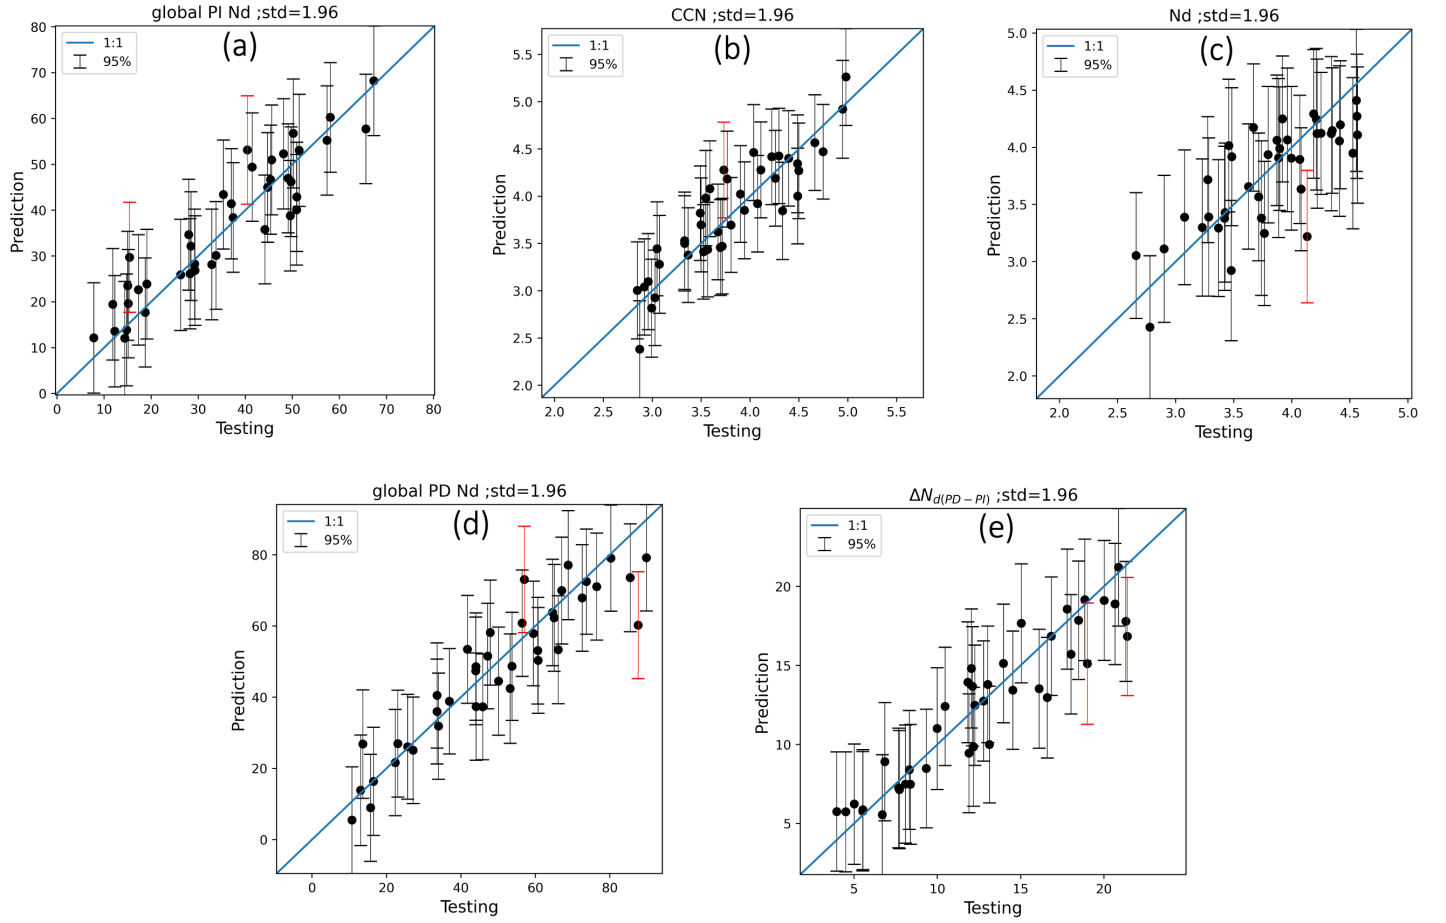 global PI Nd ;std=1.96
(a)
1:1
95%
Prediction
80
70
60
50
40
30
20
10
0
0 10 20 30 40 50 60 70 80
Testing
CCN ;std=1.96
(b)
1:1
95%
Prediction
5.5
5.0
4.5
4.0
3.5
3.0
2.5
2.0
2.0 2.5 3.0 3.5 4.0 4.5 5.0 5.5
Testing
Nd ;std=1.96
(c)
1:1
95%
Prediction
5.0
4.5
4.0
3.5
3.0
2.5
2.0
2.0 2.5 3.0 3.5 4.0 4.5 5.0
Testing
global PD Nd ;std=1.96
(d)
1:1
95%
Prediction
80
60
40
20
0
0 20 40 60 80
Testing
ΔN_{d(PD−PI)} ;std=1.96
(e)
1:1
95%
Prediction
20
15
10
5
5 10 15 20
Testing